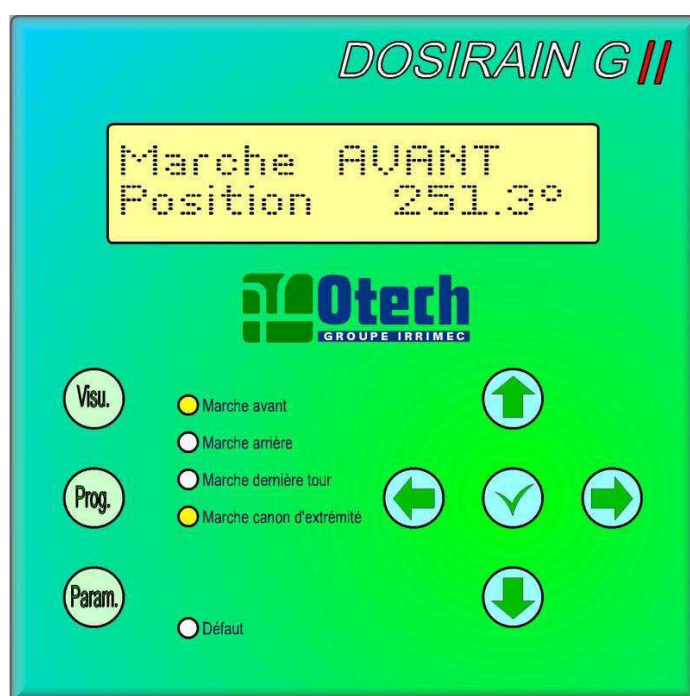 DOSIRAIN G II
Marche AVANT
Position 251.3°
Otech
GROUPE IRRIMEC
Visu.
Marche avant
Marche arrière
Prog.
Marche dernière tour
Marche canon d'extrémité
Param.
Défaut